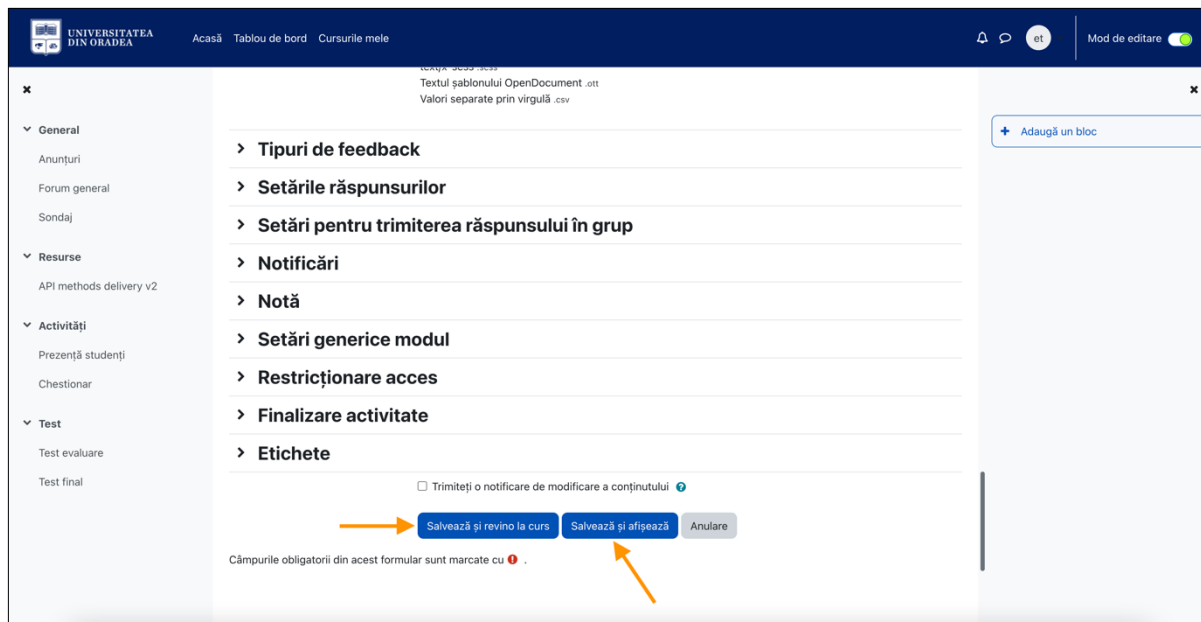 UNIVERSITATEA
DIN ORADEA
Acasă Tablou de bord Cursurile mele
et
Mod de editare
Textul șablonului OpenDocument .ott
Valori separate prin virgulă .csv
General
Anunțuri
Forum general
Sondaj
Resurse
API methods delivery v2
Activități
Prezență studenți
Chestionar
Test
Test evaluare
Test final
Tipuri de feedback
Setările răspunsurilor
Setări pentru trimiterea răspunsului în grup
Notificări
Notă
Setări generice modul
Restricționare acces
Finalizare activitate
Etichete
Trimiteți o notificare de modificare a conținutului
Salvează și revino la curs Salvează și afișează Anulare
Câmpurile obligatorii din acest formular sunt marcate cu .
+ Adaugă un bloc